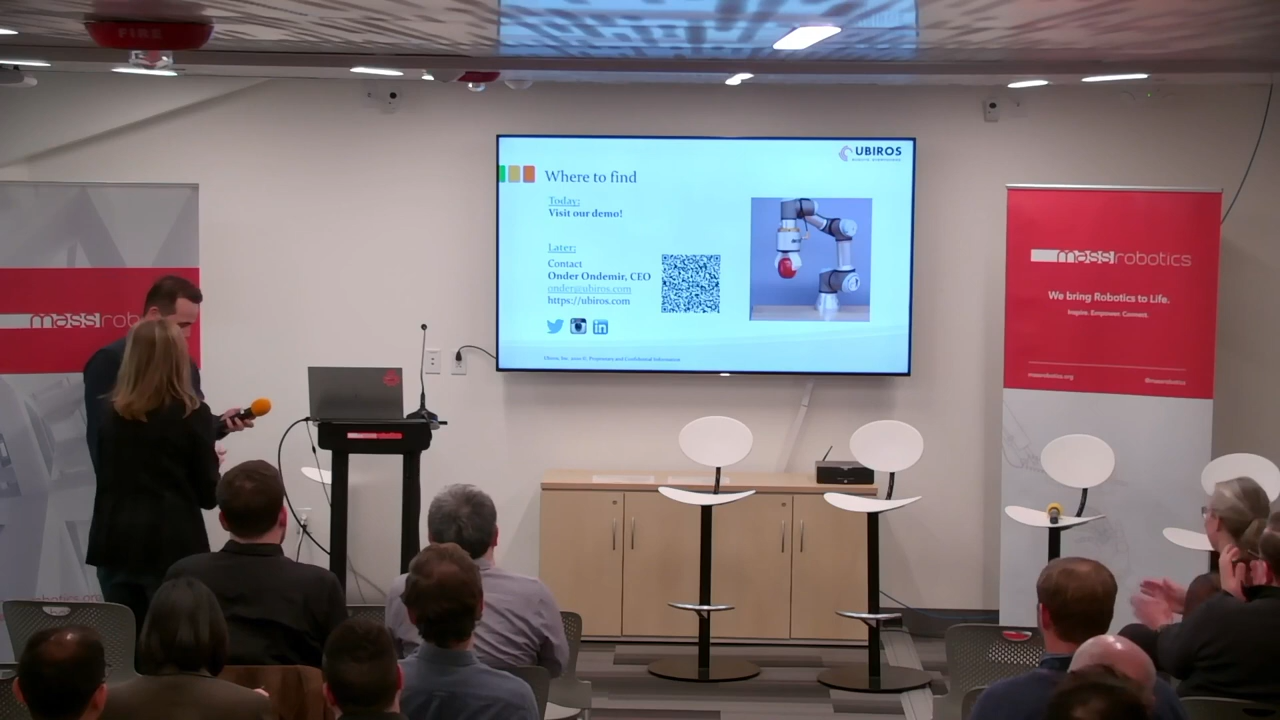 FIRE
UBIROS
Where to find
Today:
Visit our demo!
Later:
Contact
Onder Ondemir, CEO
onder@ubiros.com
https://ubiros.com
massrobotics
We bring Robotics to Life.
Inspire. Empower. Connect.
massrobotics.org
@massrobotics
massrob